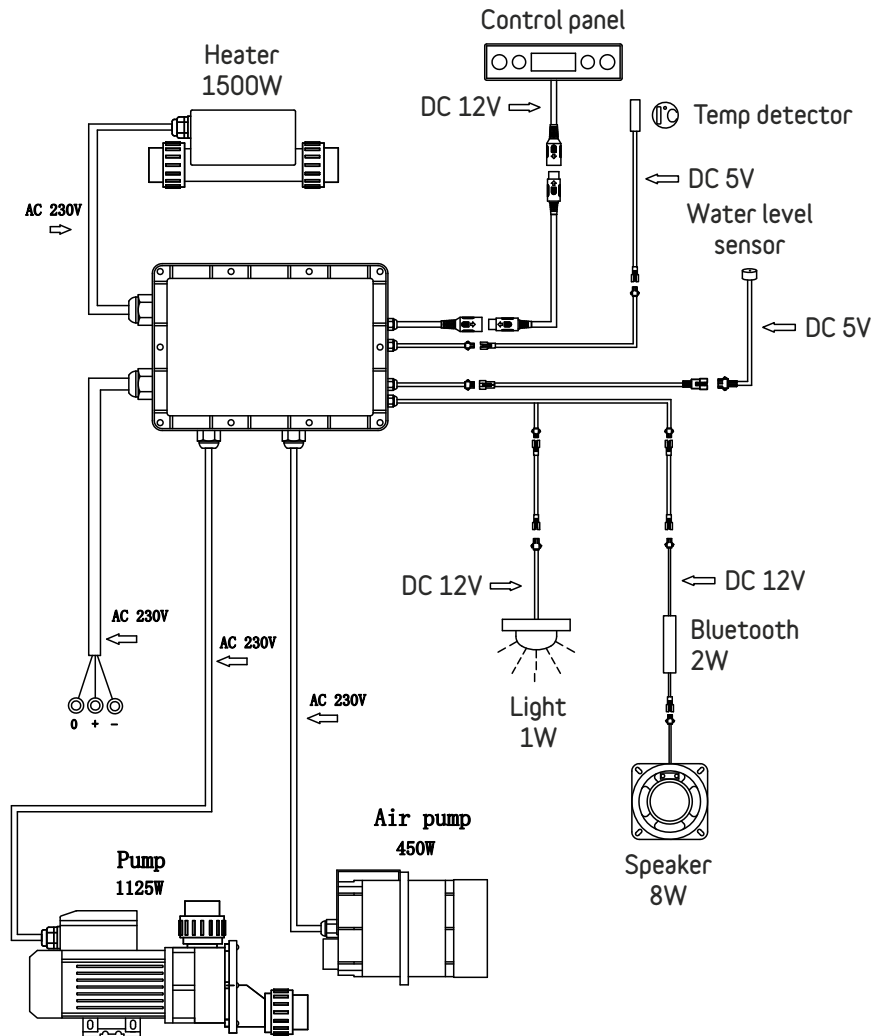 Control panel
Heater
1500W
DC 12V
Temp detector
DC 5V
Water level
sensor
AC 230V
DC 5V
DC 12V
DC 12V
AC 230V
AC 230V
Bluetooth
2W
AC 230V
Light
1W
0 + -
Air pump
450W
Pump
1125W
Speaker
8W